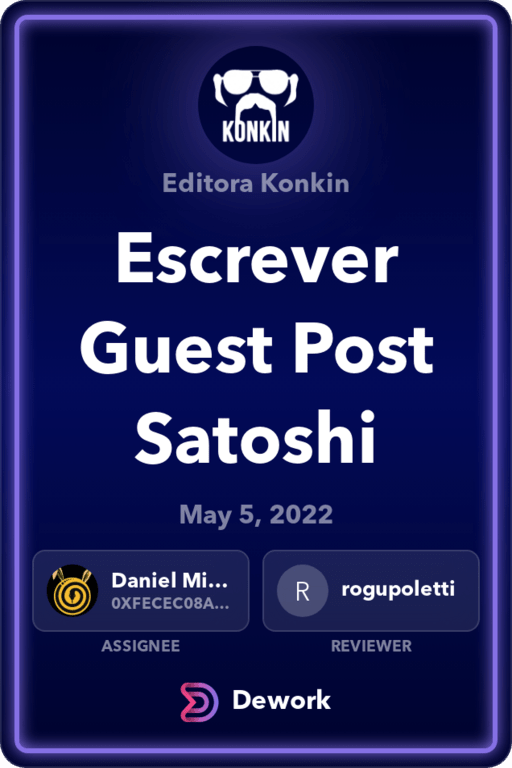 KONKIN
Editora Konkin
Escrever
Guest Post
Satoshi
May 5, 2022
Daniel Mi...
0XFECEC08A...
R
rogupoletti
ASSIGNEE
REVIEWER
Dework